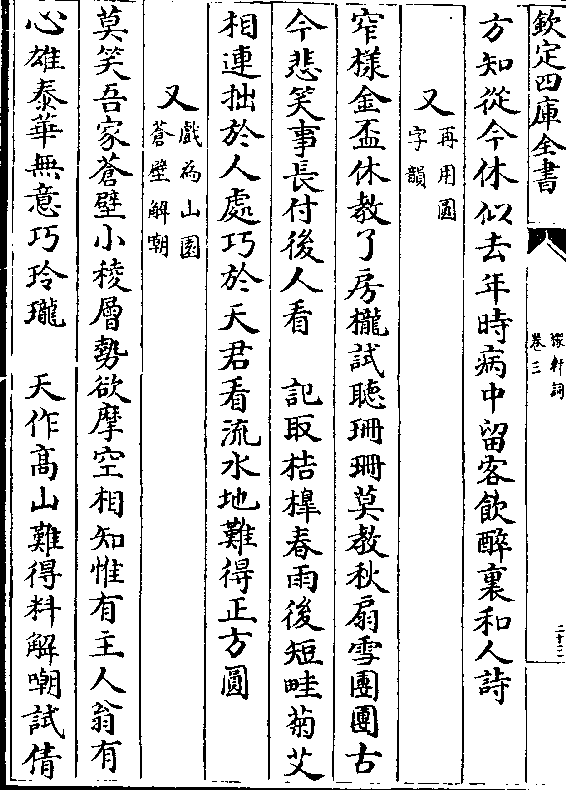 欽定四庫全書
稼軒詞
卷三
方知從今休似去年時病中留客飲醉裏和人詩
又
再用圓
字韻
窄樣金盃休教了房櫳試聽珊珊莫教秋扇雪團團古
今悲笑事長付後人看　記取桔橰春雨後短畦菊艾
相連拙於人處巧於天君看流水地難得正方圓
又
戲為山園
蒼壁解嘲
莫笑吾家蒼壁小稜層勢欲摩空相知惟有主人翁有
心雄泰華無意巧玲瓏　天作髙山難得料解嘲試倩